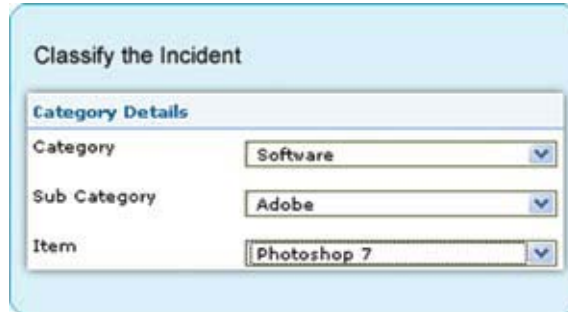 Classify the Incident
Category Details
Category Software
Sub Category Adobe
Item Photoshop 7